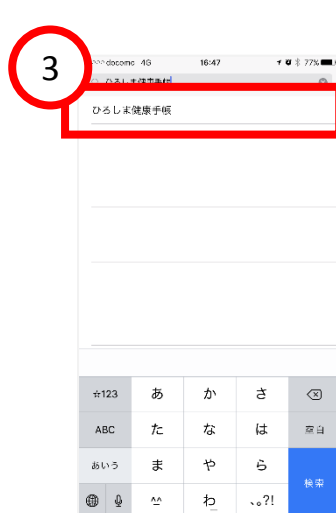 3
docomo 4G 16:47 77%
ひろしま健康手帳
ひろしま健康手帳
☆123 あ か さ
ABC た な は 空白
あいう ま や ら
検索
^^ わ 、。?!